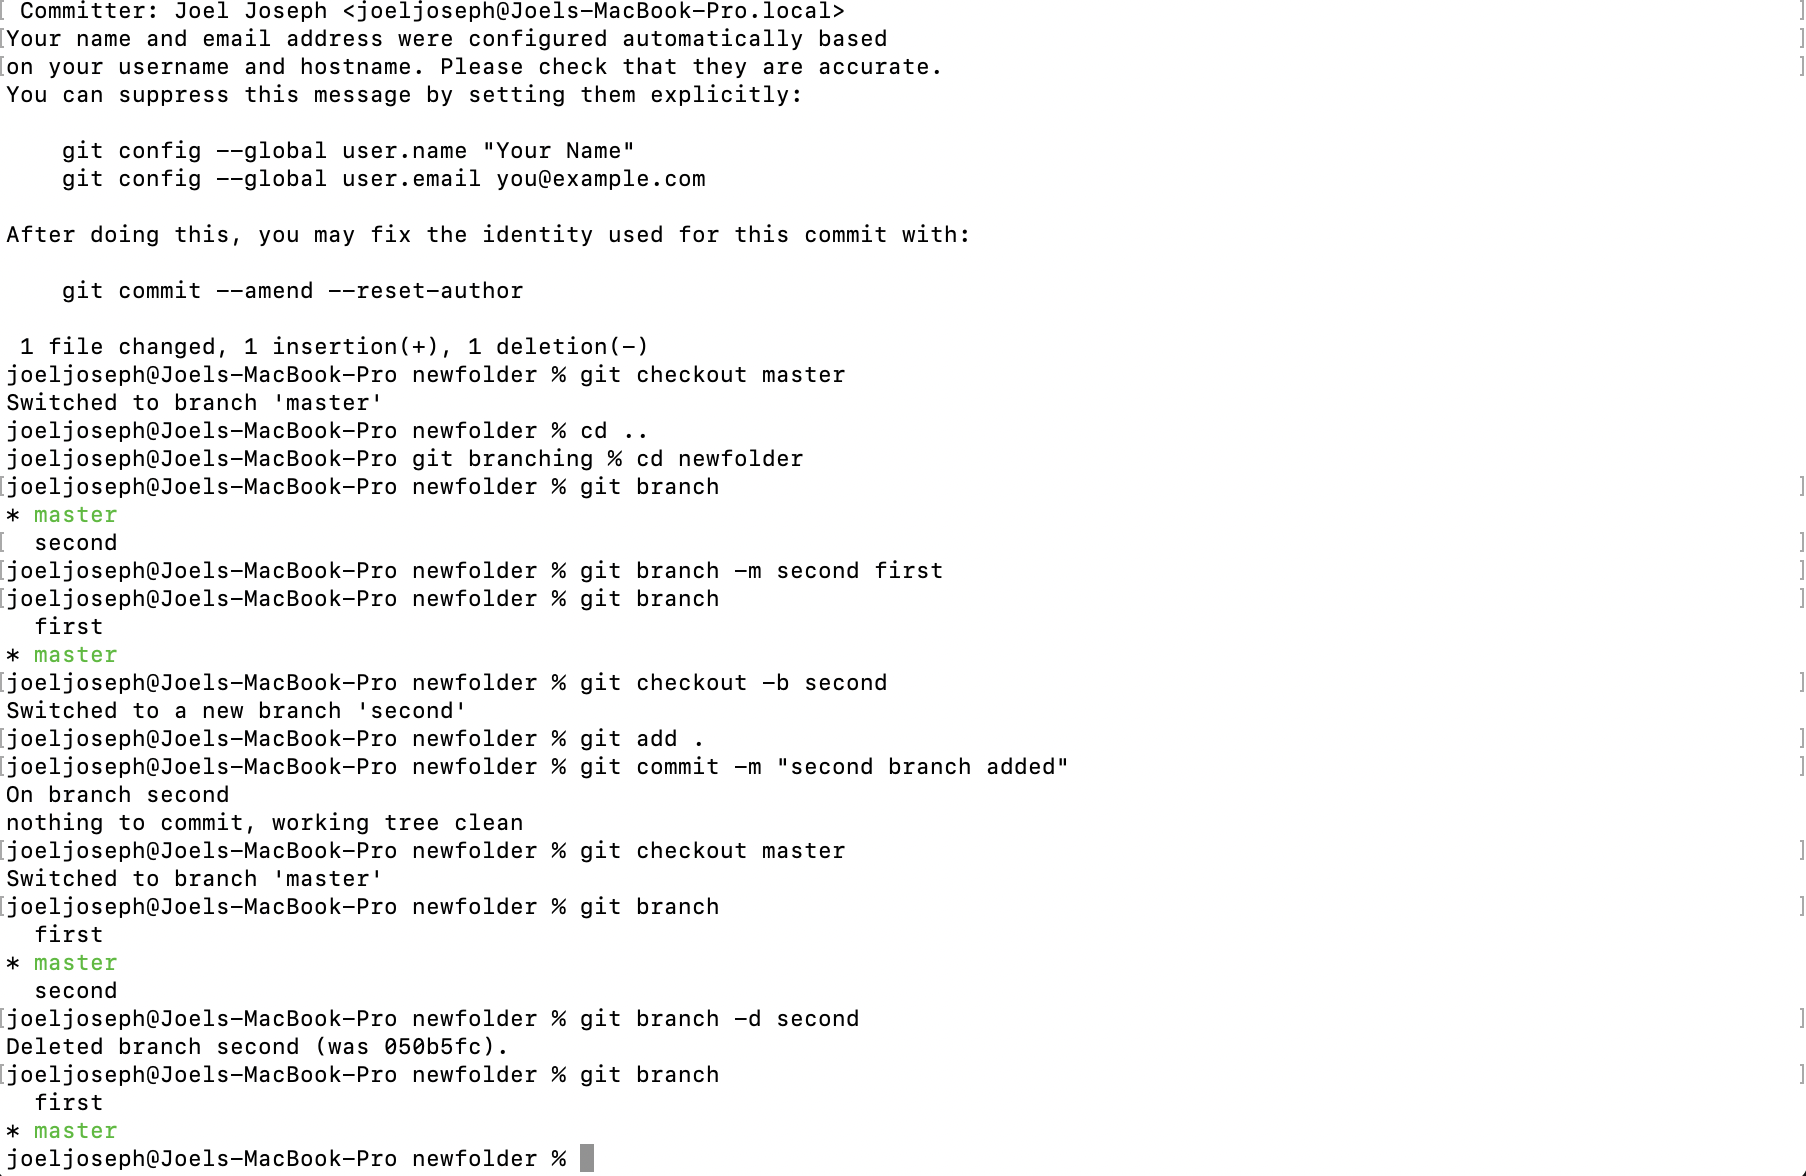 Committer: Joel Joseph <joeljoseph@Joels-MacBook-Pro.local>
Your name and email address were configured automatically based
on your username and hostname. Please check that they are accurate.
You can suppress this message by setting them explicitly:
git config --global user.name "Your Name"
git config --global user.email you@example.com
After doing this, you may fix the identity used for this commit with:
git commit --amend --reset-author
1 file changed, 1 insertion(+), 1 deletion(-)
joeljoseph@Joels-MacBook-Pro newfolder % git checkout master
Switched to branch 'master'
joeljoseph@Joels-MacBook-Pro newfolder % cd ..
joeljoseph@Joels-MacBook-Pro git branching % cd newfolder
joeljoseph@Joels-MacBook-Pro newfolder % git branch
* master
second
joeljoseph@Joels-MacBook-Pro newfolder % git branch -m second first
joeljoseph@Joels-MacBook-Pro newfolder % git branch
first
* master
joeljoseph@Joels-MacBook-Pro newfolder % git checkout -b second
Switched to a new branch 'second'
joeljoseph@Joels-MacBook-Pro newfolder % git add .
joeljoseph@Joels-MacBook-Pro newfolder % git commit -m "second branch added"
On branch second
nothing to commit, working tree clean
joeljoseph@Joels-MacBook-Pro newfolder % git checkout master
Switched to branch 'master'
joeljoseph@Joels-MacBook-Pro newfolder % git branch
first
* master
second
joeljoseph@Joels-MacBook-Pro newfolder % git branch -d second
Deleted branch second (was 050b5fc).
joeljoseph@Joels-MacBook-Pro newfolder % git branch
first
* master
joeljoseph@Joels-MacBook-Pro newfolder %